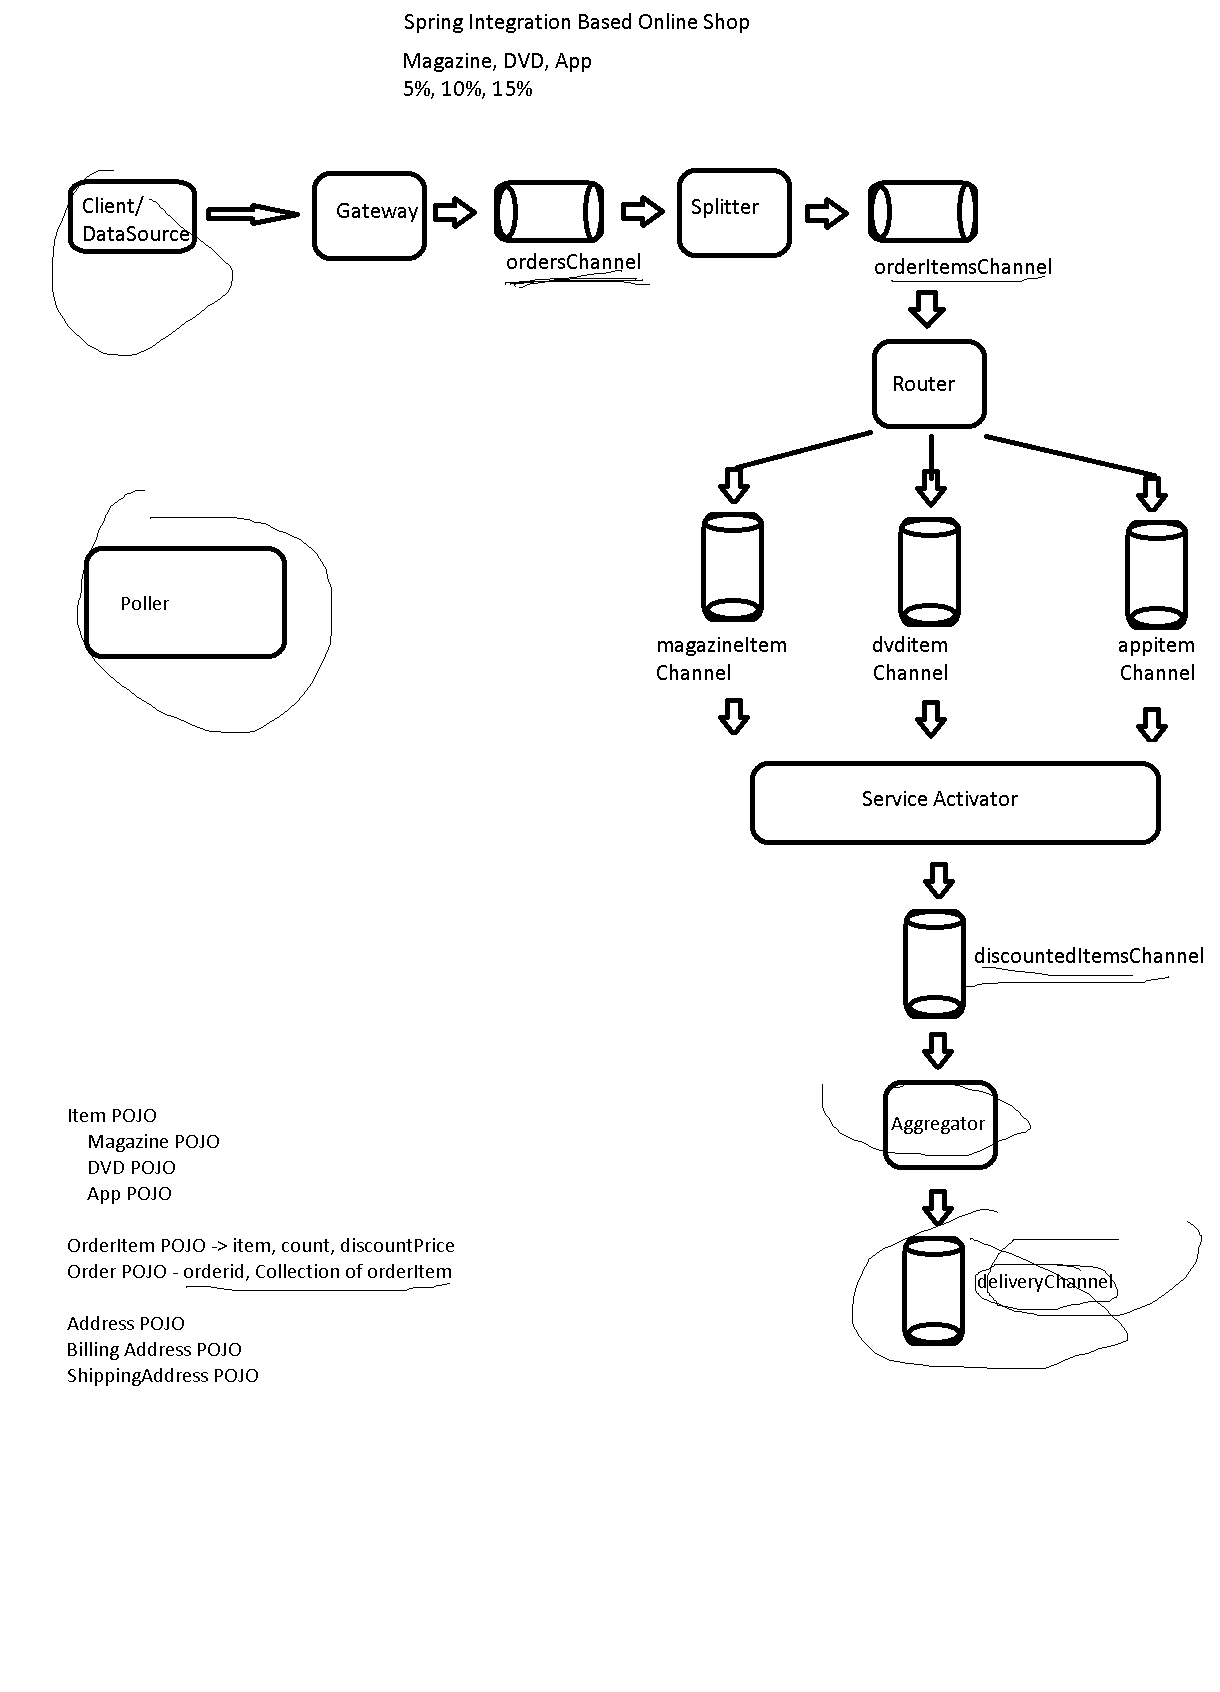 Spring Integration Based Online Shop
Magazine, DVD, App
5%, 10%, 15%
Client/
DataSource
Gateway
ordersChannel
Splitter
orderItemsChannel
Router
Poller
magazineItem
Channel
dvditem
Channel
appitem
Channel
Service Activator
discountedItemsChannel
Aggregator
deliveryChannel
Item POJO
Magazine POJO
DVD POJO
App POJO
OrderItem POJO -> item, count, discountPrice
Order POJO - orderid, Collection of orderItem
Address POJO
Billing Address POJO
ShippingAddress POJO